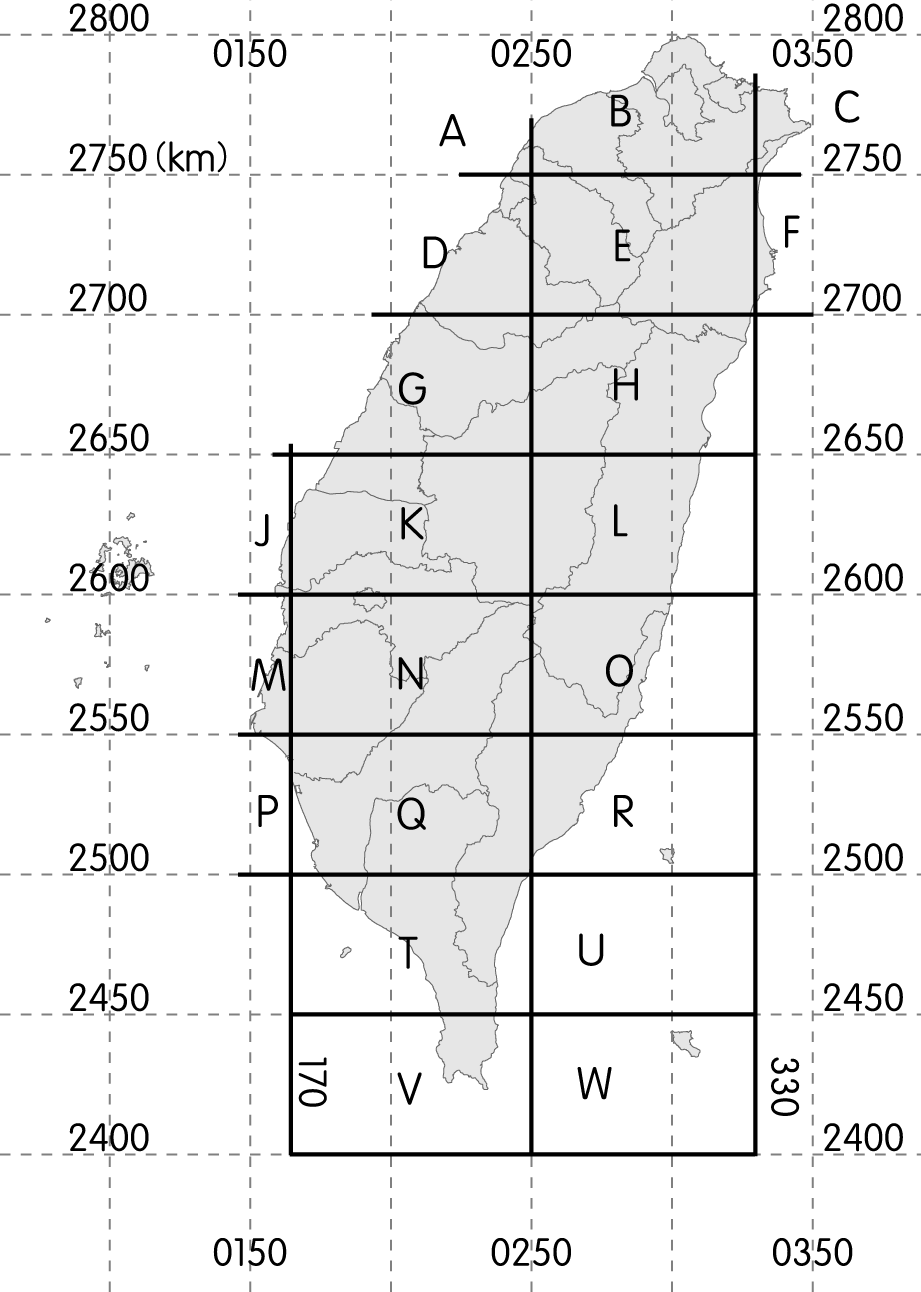 2800 2800
0150 0250 0350
B C
A
2750 (km) 2750
F
D E
2700 2700
G H
2650 2650
J K L
2600 2600
M N O
2550 2550
P Q R
2500 2500
T U
2450 2450
170 V W 330
2400 2400
0150 0250 0350